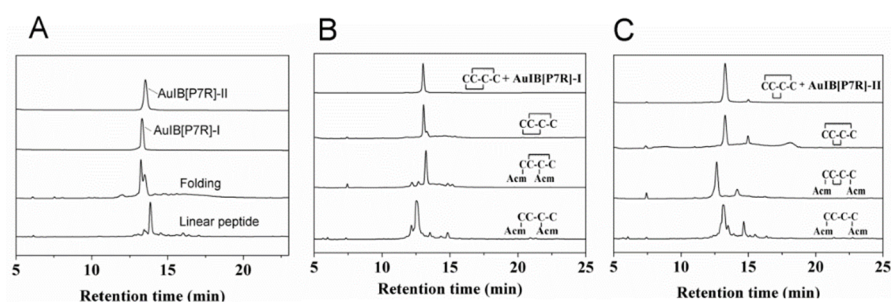 A
AuIB[P7R]-II
AuIB[P7R]-I
Folding
Linear peptide
5 10 15 20
Retention time (min)
B
CC-C-C + AuIB[P7R]-I
CC-C-C
CC-C-C
Acm Acm
CC-C-C
Acm Acm
5 10 15 20 25
Retention time (min)
C
CC-C-C + AuIB[P7R]-II
CC-C-C
CC-C-C
Acm Acm
CC-C-C
Acm Acm
5 10 15 20 25
Retention time (min)